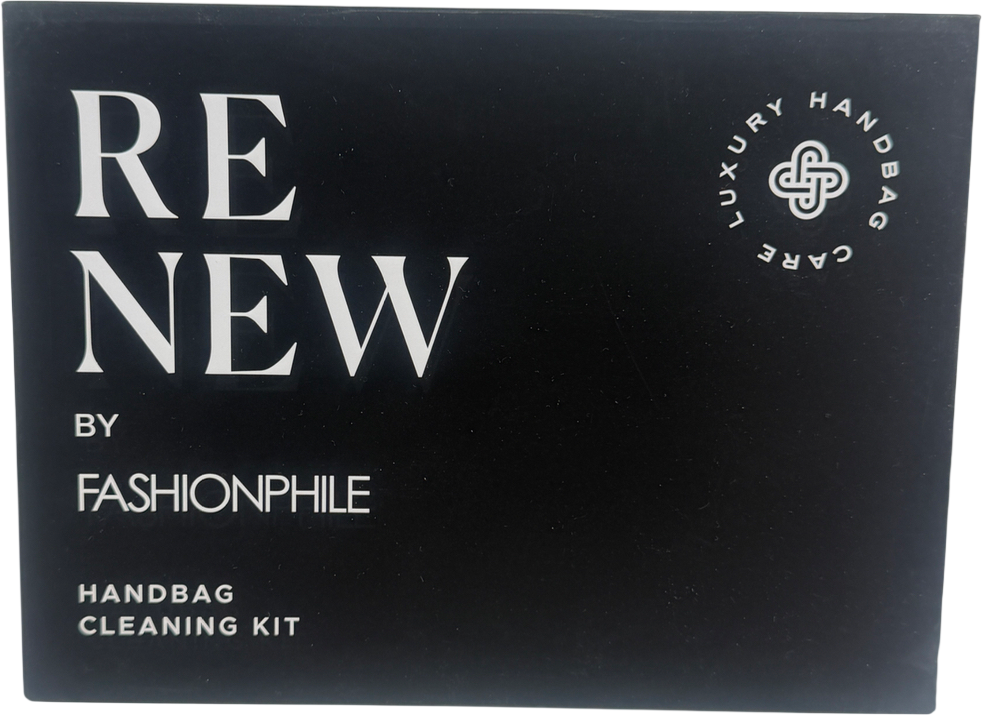 RE
NEW
BY
FASHIONPHILE
HANDBAG
CLEANING KIT
LUXURY HANDBAG CARE